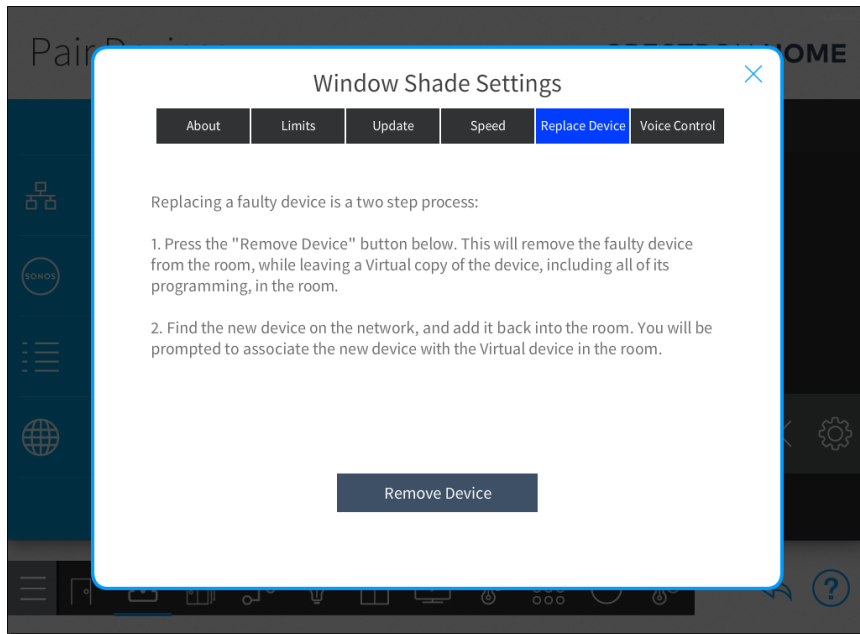 Pair
OME
Window Shade Settings
About
Limits
Update
Speed
Replace Device
Voice Control
Replacing a faulty device is a two step process:
1. Press the "Remove Device" button below. This will remove the faulty device
from the room, while leaving a Virtual copy of the device, including all of its
programming, in the room.
SONOS
2. Find the new device on the network, and add it back into the room. You will be
prompted to associate the new device with the Virtual device in the room.
Remove Device
?